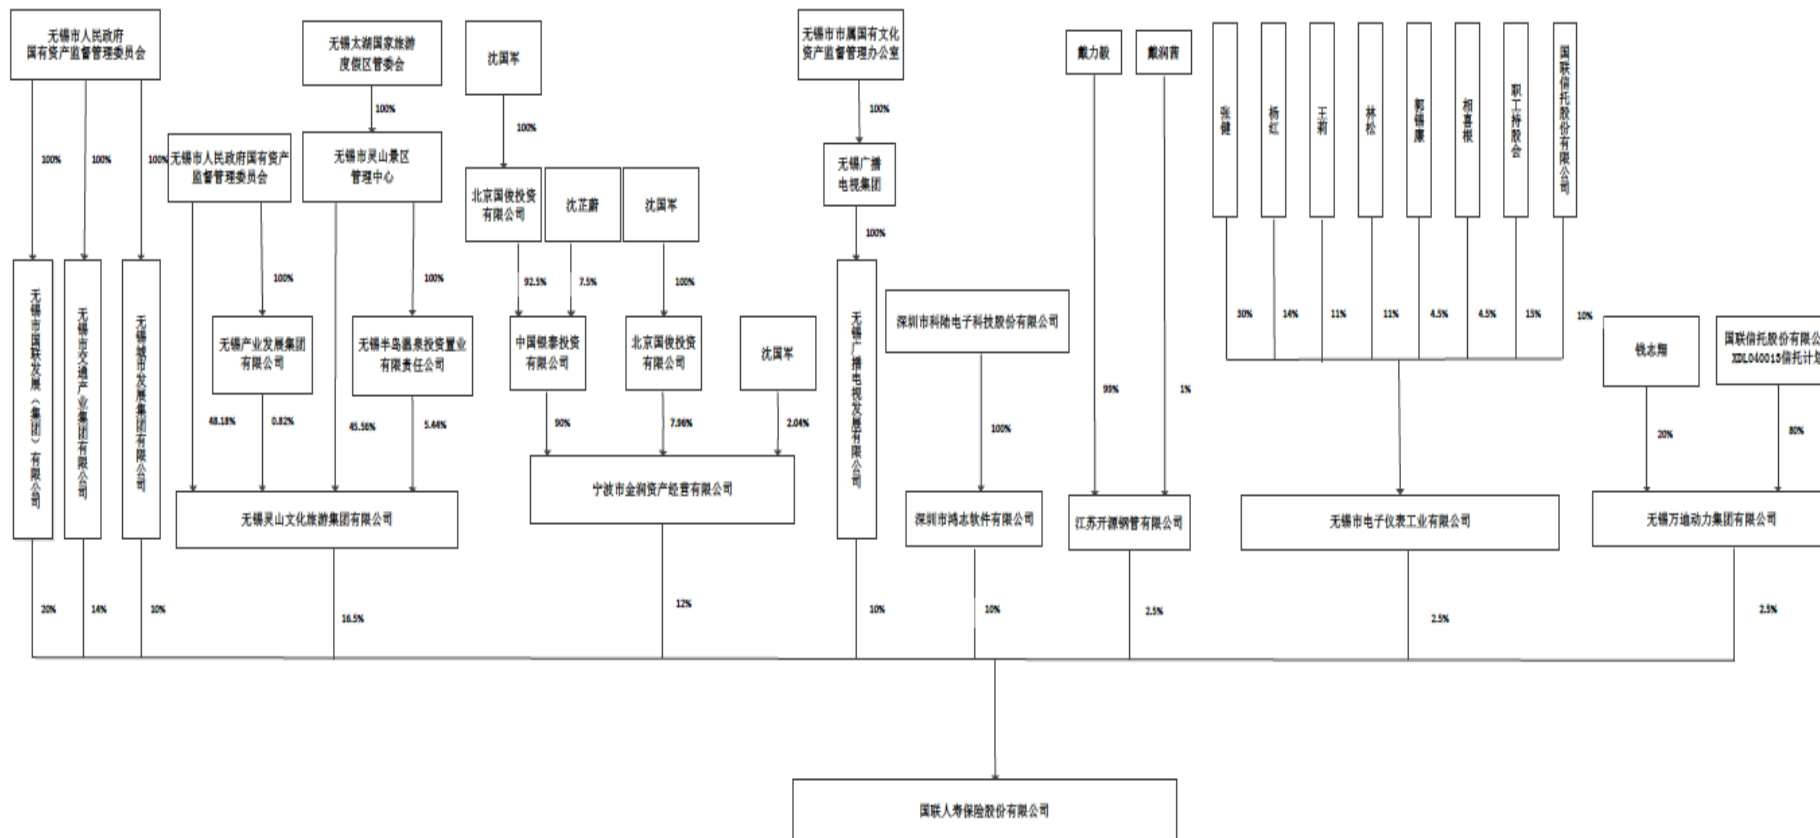 无锡市人民政府
国有资产监督管理委员会
无锡太湖国家旅游
度假区管委会
沈国军
无锡市市属国有文化
资产监督管理办公室
戴力毅
戴润茜
张健
杨红
王莉
林松
郭锡廉
相喜根
职工持股会
国联信托股份有限公司
100%
100%
100%
100%
100%
100%
无锡市人民政府国有资产
监督管理委员会
无锡市灵山景区
管理中心
北京国俊投资
有限公司
沈芷蔚
沈国军
无锡广播
电视集团
100%
100%
100%
92.5%
7.5%
100%
无锡市国联发展（集团）有限公司
无锡市交通产业集团有限公司
无锡城市发展集团有限公司
无锡产业发展集团
有限公司
无锡半岛温泉投资置业
有限责任公司
中国银泰投资
有限公司
北京国俊投资
有限公司
沈国军
无锡广播电视发展有限公司
深圳市科陆电子科技股份有限公司
30%
14%
11%
11%
4.5%
4.5%
15%
10%
钱志翔
国联信托股份有限公
XDL040015信托计划
48.18%
0.82%
45.56%
5.44%
90%
7.96%
2.04%
100%
99%
1%
20%
80%
无锡灵山文化旅游集团有限公司
宁波市金润资产经营有限公司
深圳市鸿志软件有限公司
江苏开源钢管有限公司
无锡市电子仪表工业有限公司
无锡万迪动力集团有限公司
20%
14%
10%
16.5%
12%
10%
10%
2.5%
2.5%
2.5%
国联人寿保险股份有限公司